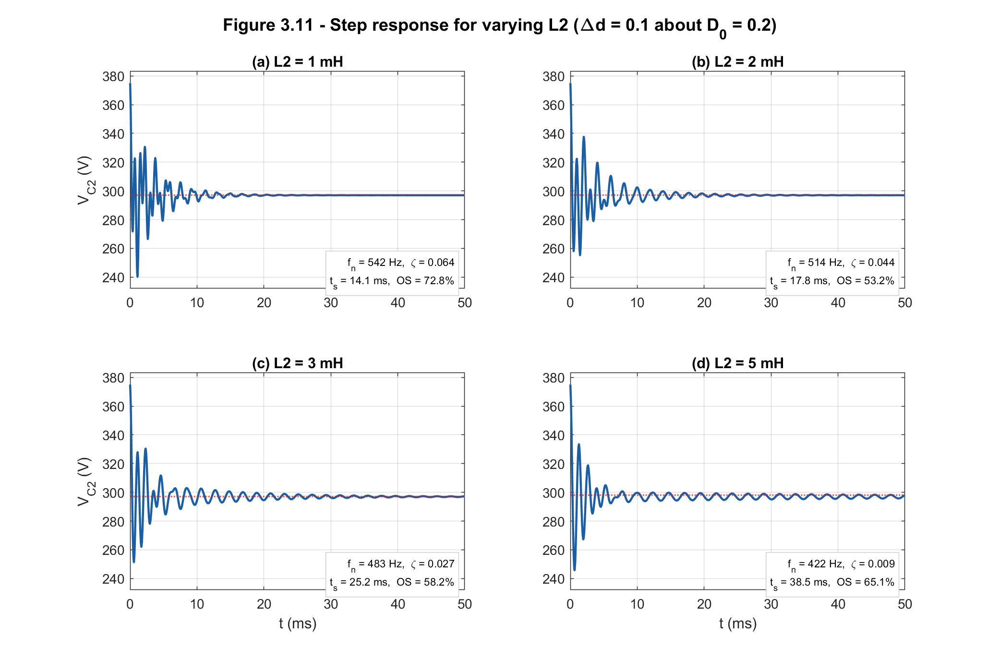 Figure 3.11 - Step response for varying L2 (Δd = 0.1 about D0 = 0.2)
(a) L2 = 1 mH
380
360
340
320
300
280
260
240
VC2 (V)
fn = 542 Hz, ζ = 0.064
ts = 14.1 ms, OS = 72.8%
0 10 20 30 40 50
(b) L2 = 2 mH
380
360
340
320
300
280
260
240
fn = 514 Hz, ζ = 0.044
ts = 17.8 ms, OS = 53.2%
0 10 20 30 40 50
(c) L2 = 3 mH
380
360
340
320
300
280
260
240
VC2 (V)
fn = 483 Hz, ζ = 0.027
ts = 25.2 ms, OS = 58.2%
0 10 20 30 40 50
t (ms)
(d) L2 = 5 mH
380
360
340
320
300
280
260
240
fn = 422 Hz, ζ = 0.009
ts = 38.5 ms, OS = 65.1%
0 10 20 30 40 50
t (ms)